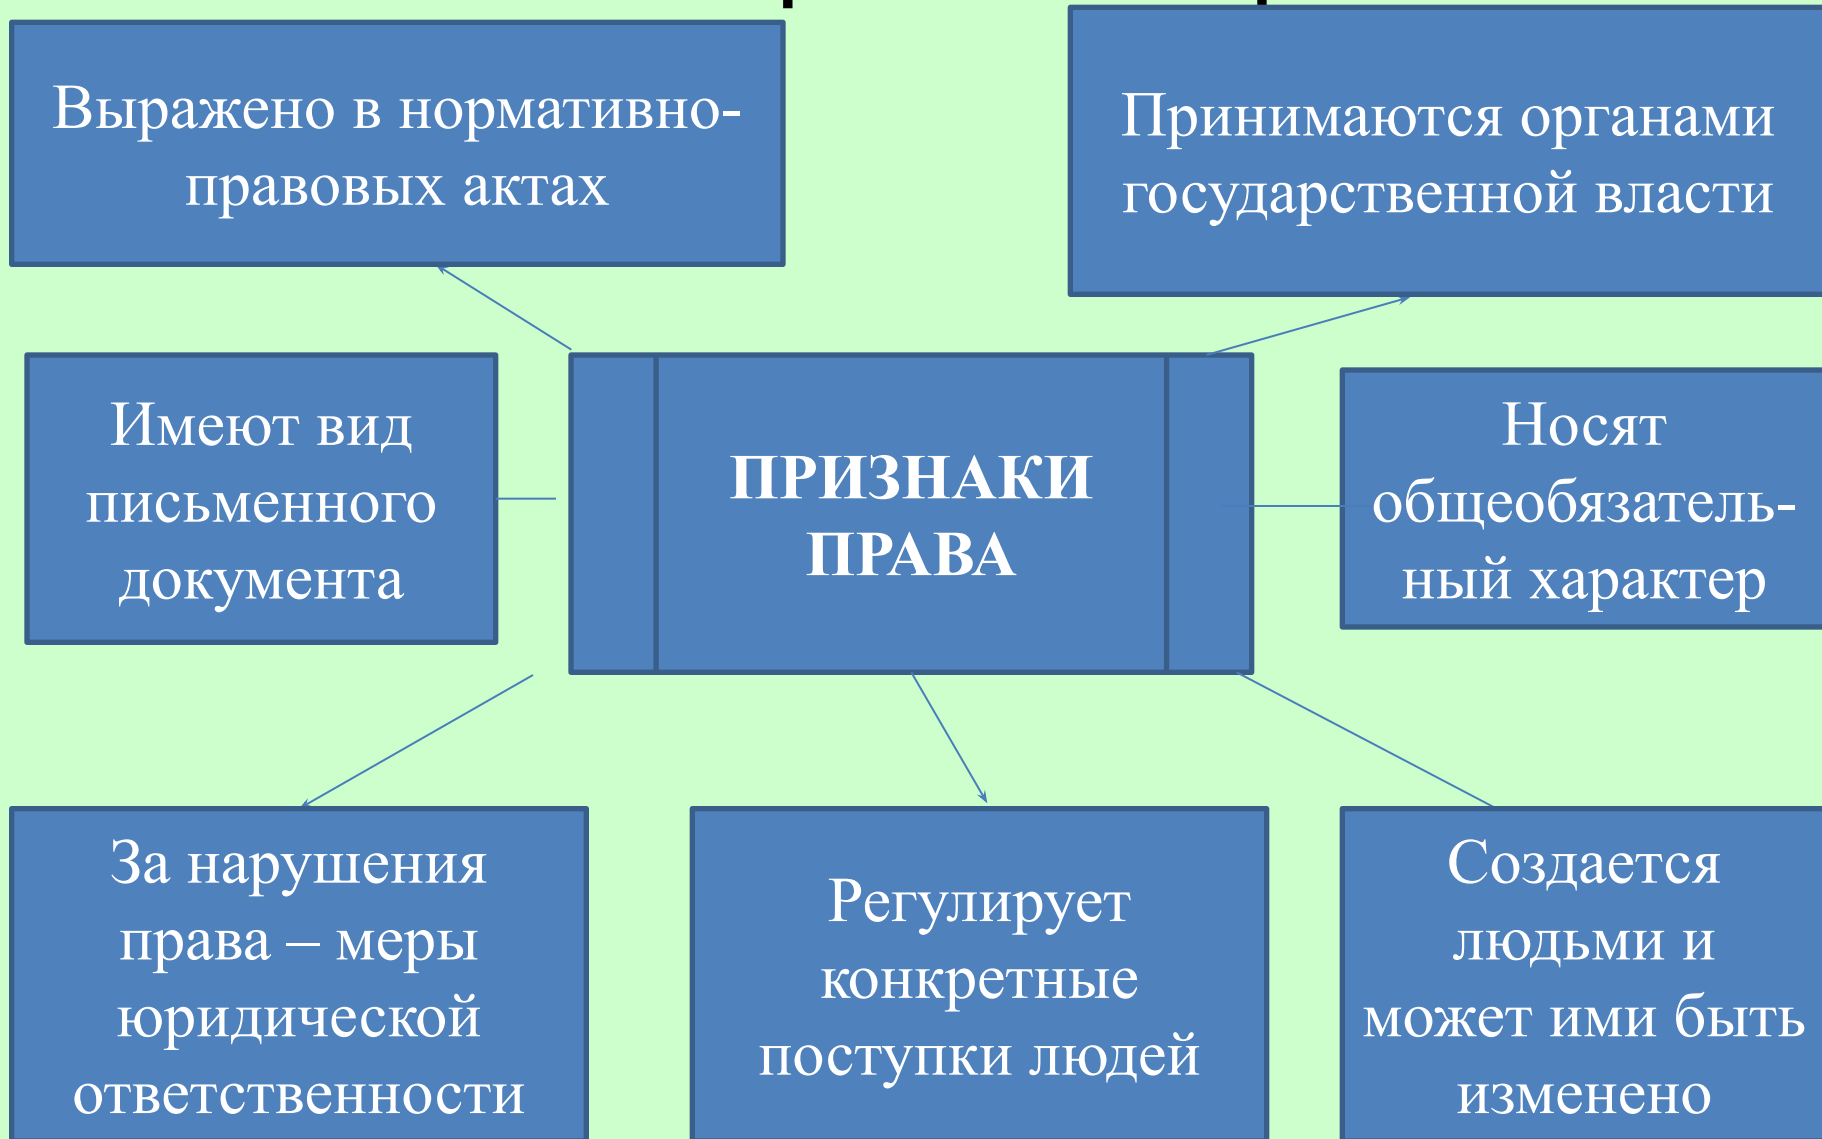 Выражено в нормативно-
правовых актах
Принимаются органами
государственной власти
Имеют вид
письменного
документа
ПРИЗНАКИ
ПРАВА
Носят
общеобязатель-
ный характер
За нарушения
права – меры
юридической
ответственности
Регулирует
конкретные
поступки людей
Создается
людьми и
может ими быть
изменено